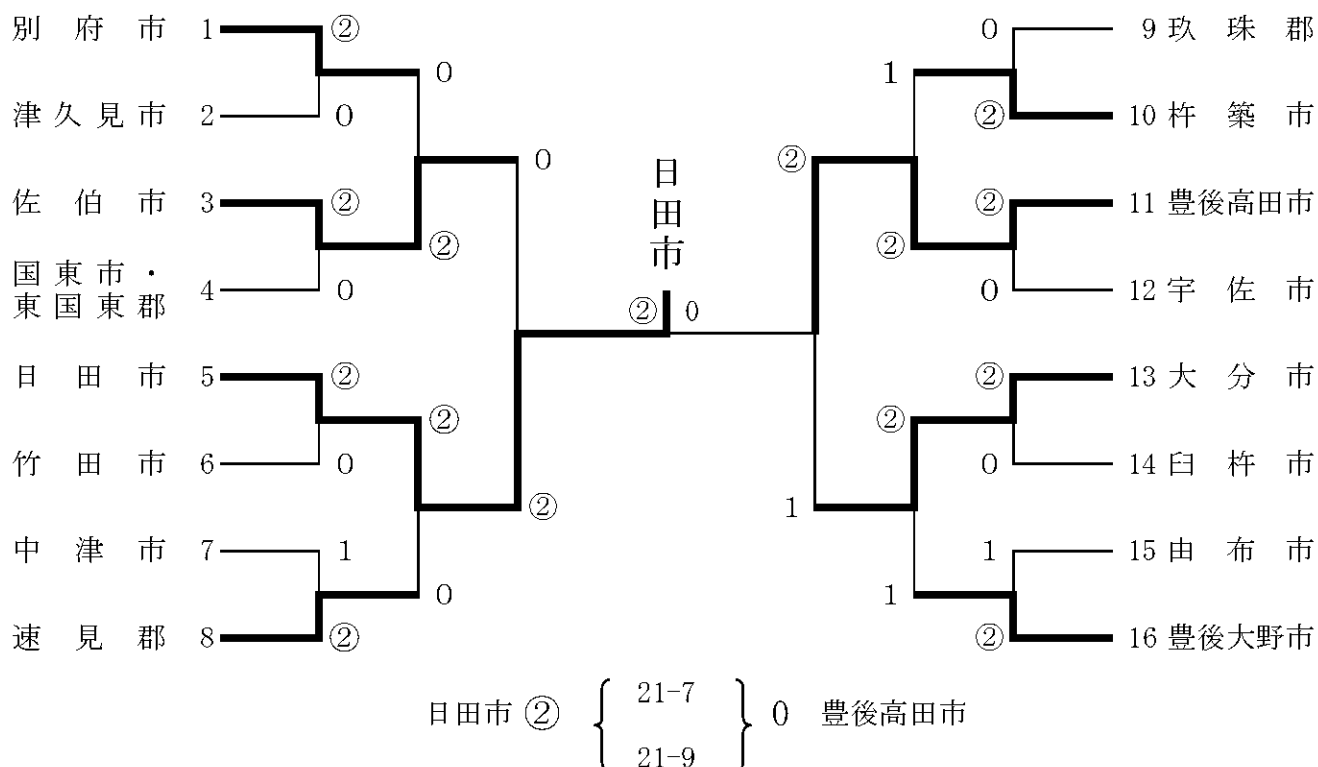 別府市 1 ② 0 9 玖珠郡
0 1
津久見市 2 0 ② 10 杵築市
0 日田市 ②
佐伯市 3 ② ② 11 豊後高田市
② ②
国東市・東国東郡 4 0 0 12 宇佐市
② 0
日田市 5 ② ② 13 大分市
② ②
竹田市 6 0 0 14 臼杵市
② 1
中津市 7 1 1 15 由布市
0 1
速見郡 8 ② ② 16 豊後大野市
21-7
日田市 ② { } 0 豊後高田市
21-9